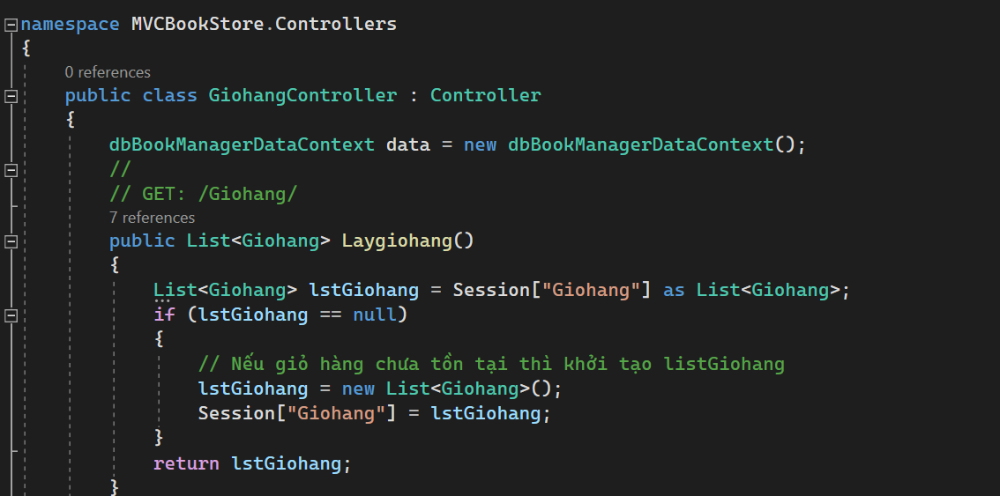 namespace MVCBookStore.Controllers
{
0 references
public class GiohangController : Controller
{
dbBookManagerDataContext data = new dbBookManagerDataContext();
//
// GET: /Giohang/
7 references
public List<Giohang> Laygiohang()
{
List<Giohang> lstGiohang = Session["Giohang"] as List<Giohang>;
if (lstGiohang == null)
{
// Nếu giỏ hàng chưa tồn tại thì khởi tạo listGiohang
lstGiohang = new List<Giohang>();
Session["Giohang"] = lstGiohang;
}
return lstGiohang;
}